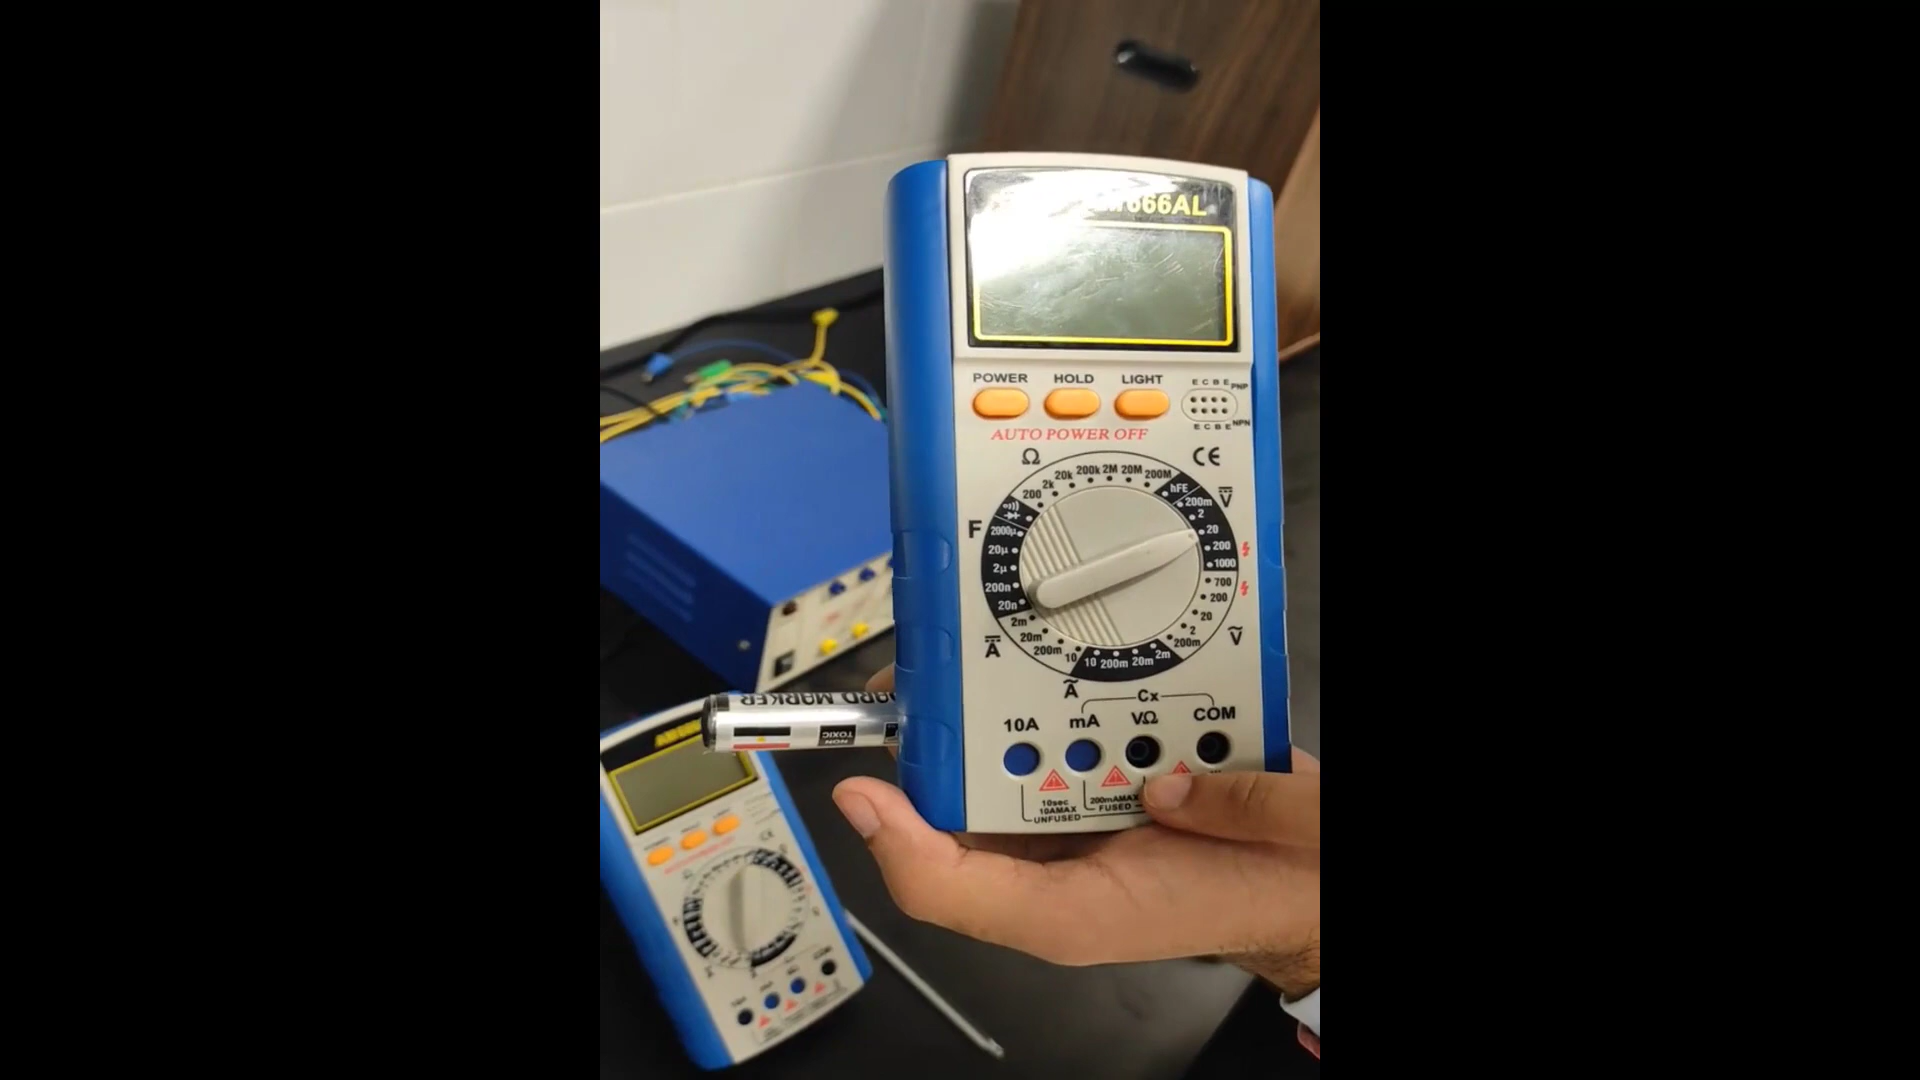 666AL
POWER HOLD LIGHT
E C B E PNP
E C B E NPN
AUTO POWER OFF
Ω
CE
200 2k 20k 200k 2M 20M 200M
hFE
V
200m 2 20 200 1000
700 200 20 2 200m
V
F
2000μ 20μ 2μ 200n 20n
A
2m 20m 200m 10
10 200m 20m 2m
A
Cx
10A mA VΩ COM
10sec
10AMAX
UNFUSED
200mAMAX
FUSED
MARKER
NON
TOXIC